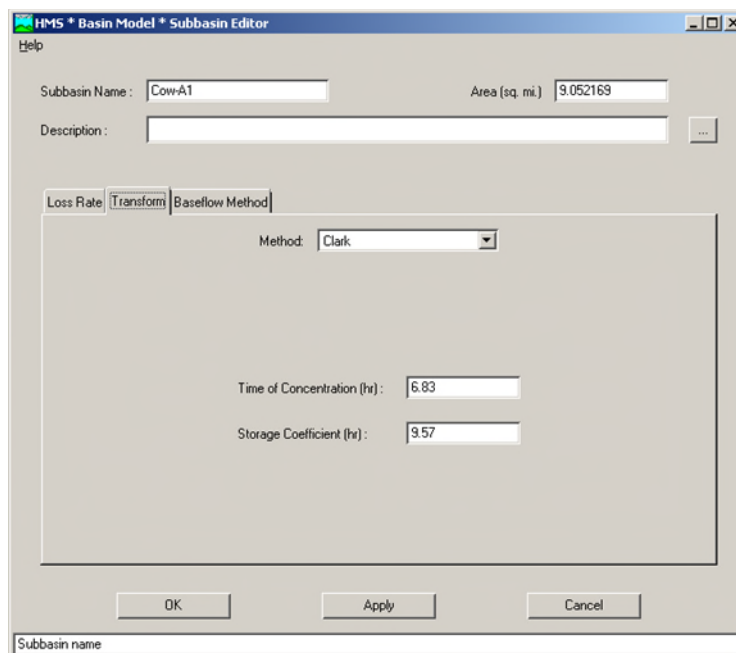 HMS * Basin Model * Subbasin Editor
Help
Subbasin Name : Cow-A1 Area (sq. mi.) 9.052169
Description : ...
Loss Rate Transform Baseflow Method
Method: Clark
Time of Concentration (hr) : 6.83
Storage Coefficient (hr) : 9.57
OK Apply Cancel
Subbasin name